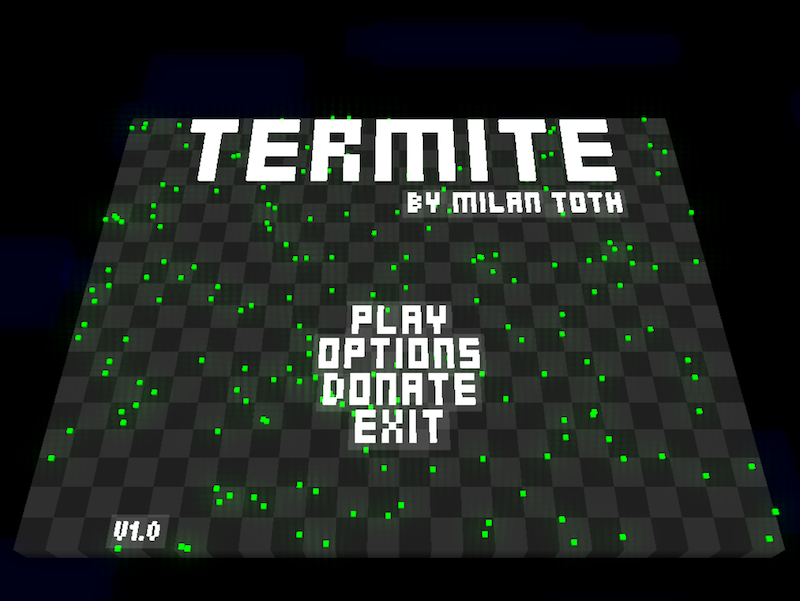 TERMITE
BY MILAN TOTH
PLAY
OPTIONS
DONATE
EXIT
V1.0